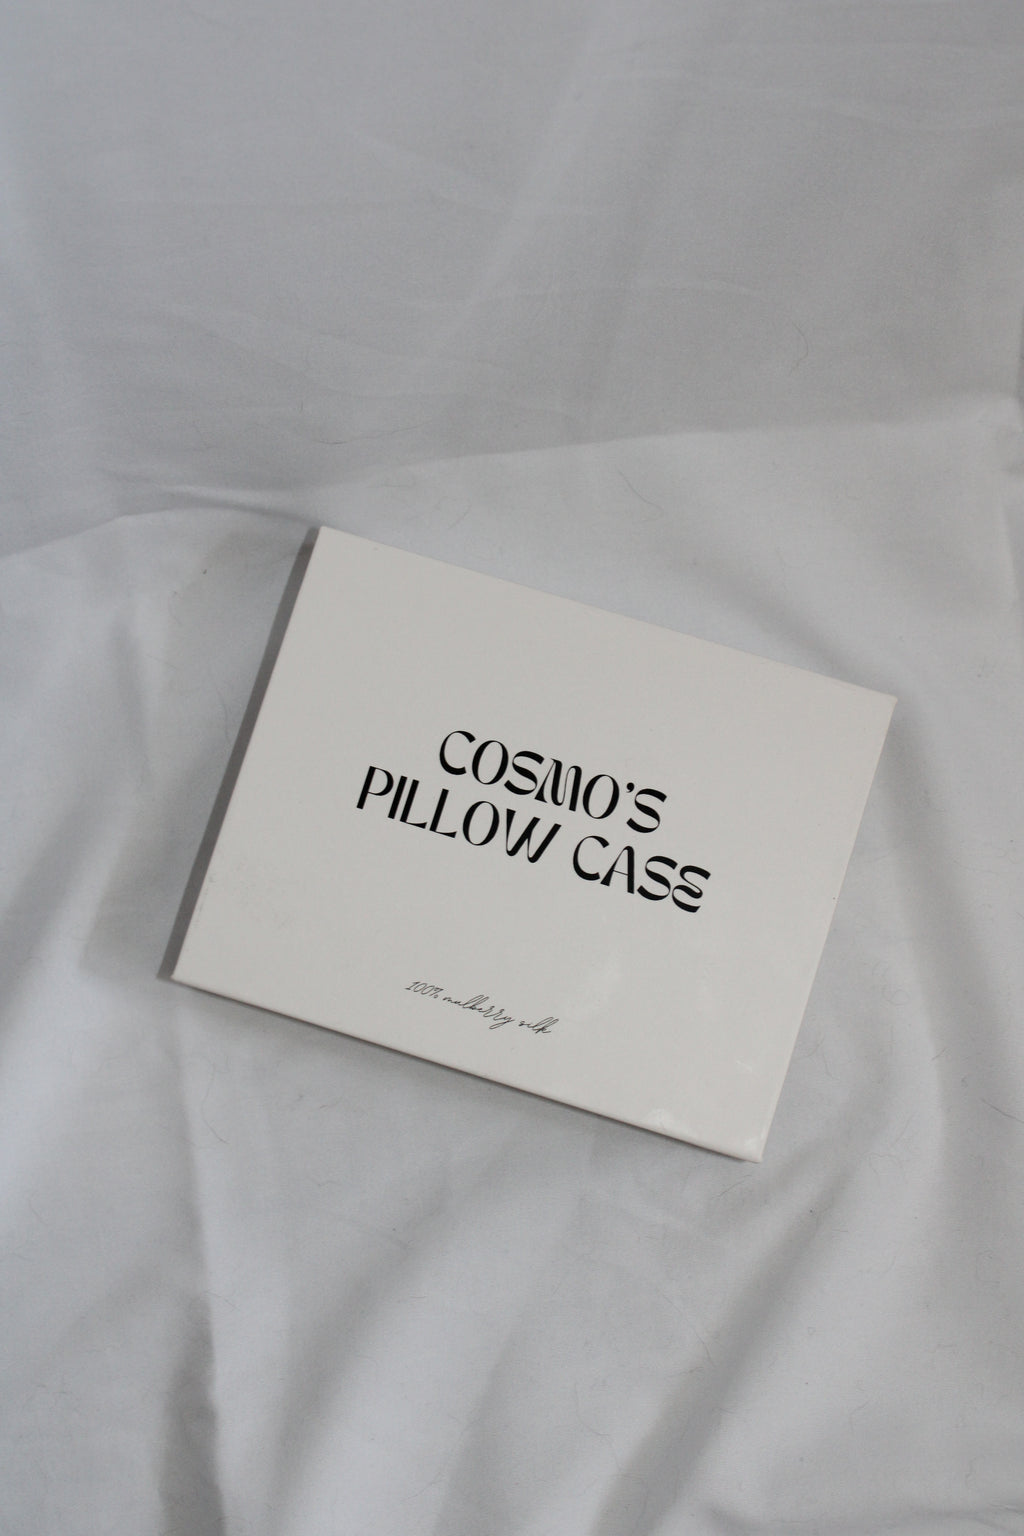 COSMO'S
PILLOW CASE
100% mulberry silk